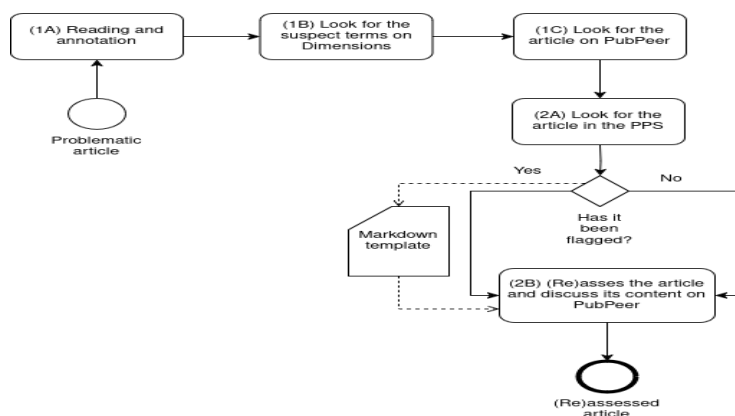 (1A) Reading and
annotation
(1B) Look for the
suspect terms on
Dimensions
(1C) Look for the
article on PubPeer
Problematic
article
(2A) Look for the
article in the PPS
Yes
No
Has it
been
flagged?
Markdown
template
(2B) (Re)asses the article
and discuss its content on
PubPeer
(Re)assessed
article